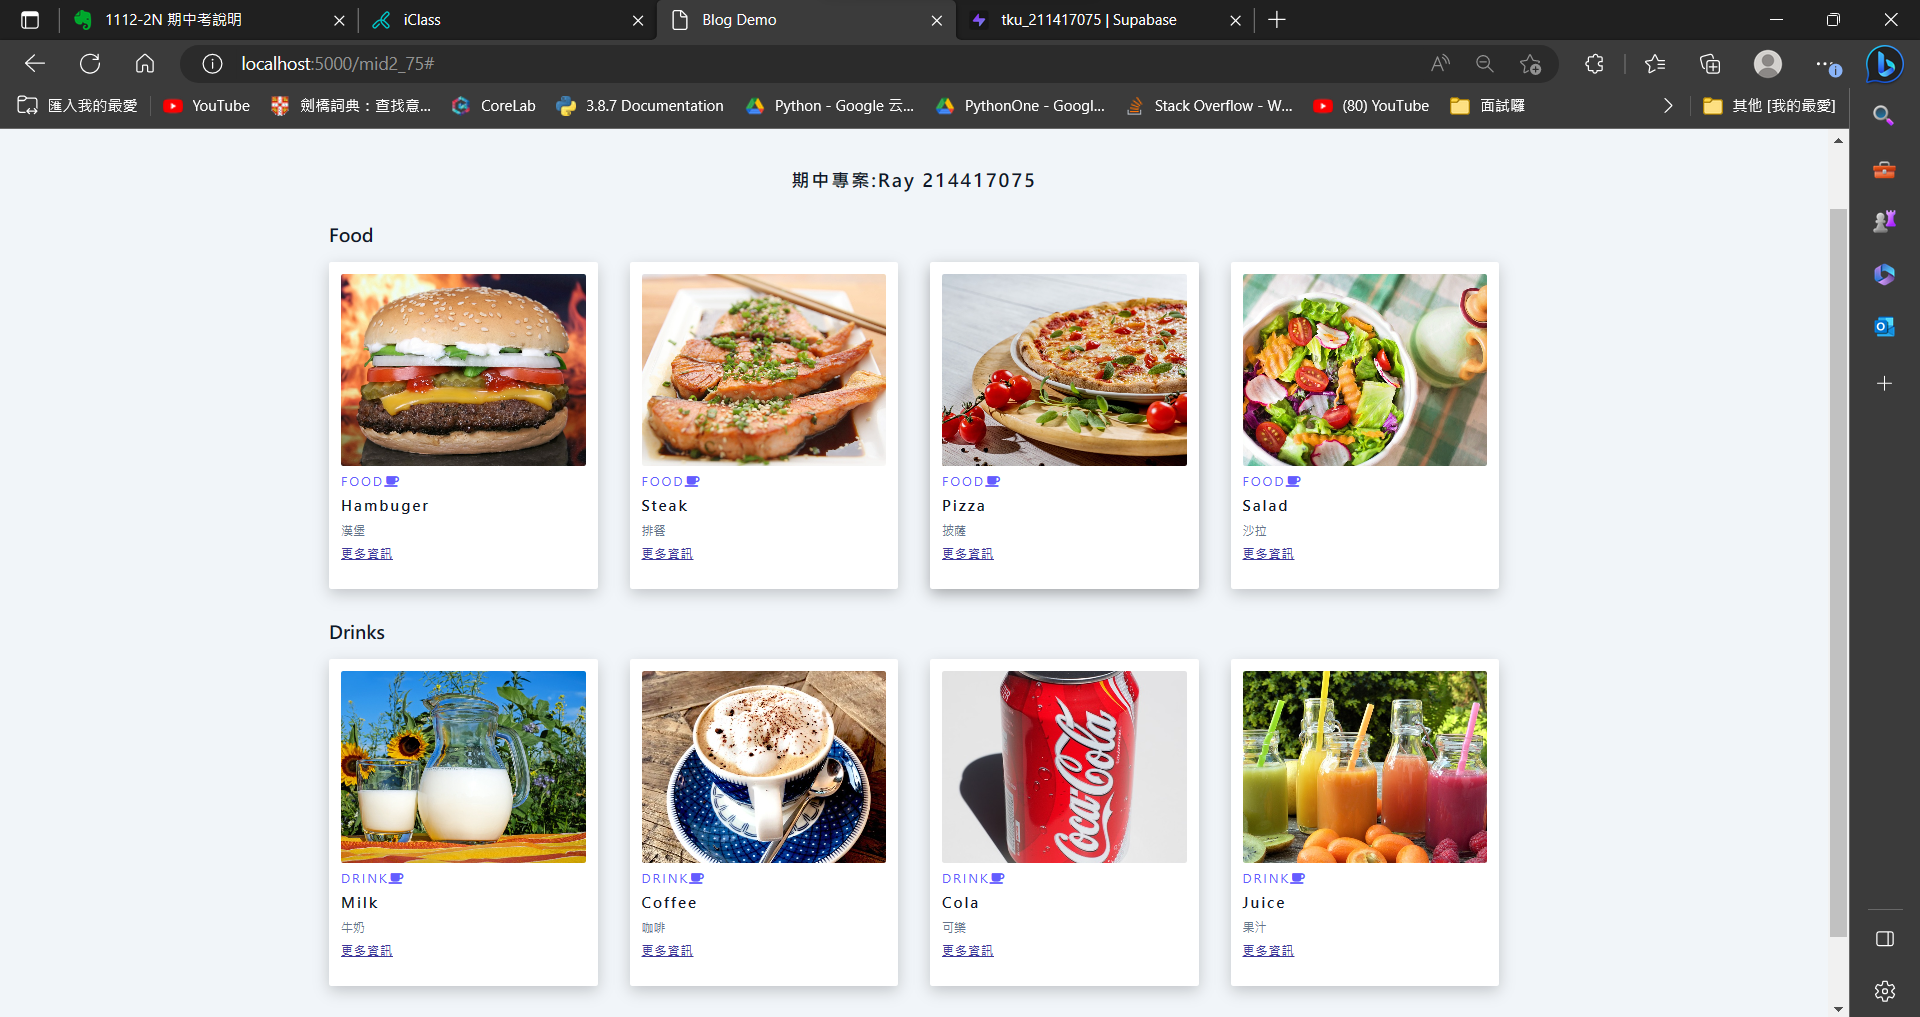 1112-2N 期中考說明
iClass
Blog Demo
tku_211417075 | Supabase
localhost:5000/mid2_75#
匯入我的最愛
YouTube
劍橋詞典：查找意...
CoreLab
3.8.7 Documentation
Python - Google 云...
PythonOne - Googl...
Stack Overflow - W...
(80) YouTube
面試囉
其他 [我的最愛]
期中專案:Ray 214417075
Food
FOOD
Hambuger
漢堡
更多資訊
FOOD
Steak
排餐
更多資訊
FOOD
Pizza
披薩
更多資訊
FOOD
Salad
沙拉
更多資訊
Drinks
DRINK
Milk
牛奶
更多資訊
DRINK
Coffee
咖啡
更多資訊
Coca-Cola
DRINK
Cola
可樂
更多資訊
DRINK
Juice
果汁
更多資訊